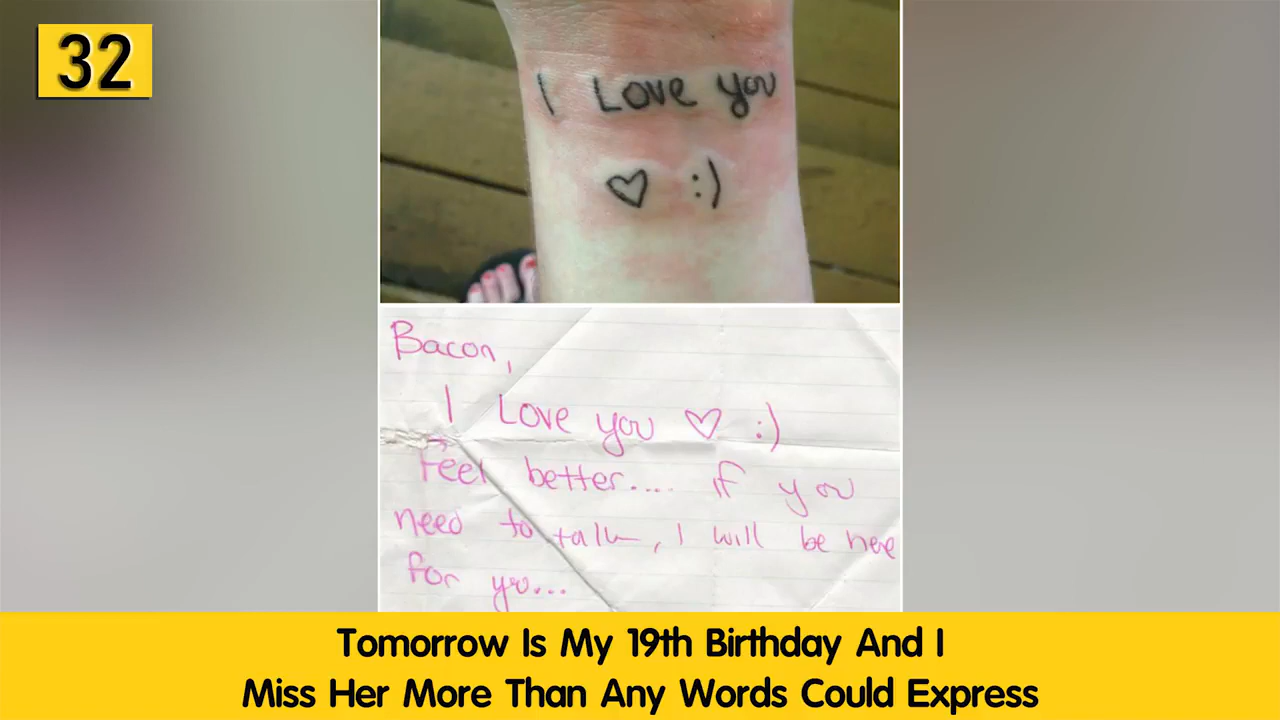 32
I Love you
♡ :)
Bacon,
I Love you ♡ :)
Feel better.... if you
need to talk, I will be here
for you...
Tomorrow Is My 19th Birthday And I
Miss Her More Than Any Words Could Express